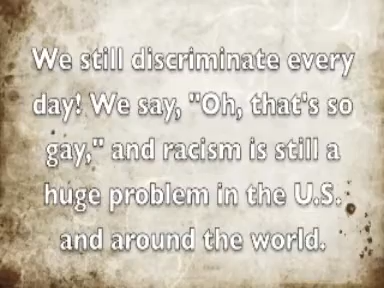 We still discriminate every
day! We say, "Oh, that's so
gay," and racism is still a
huge problem in the U.S.
and around the world.